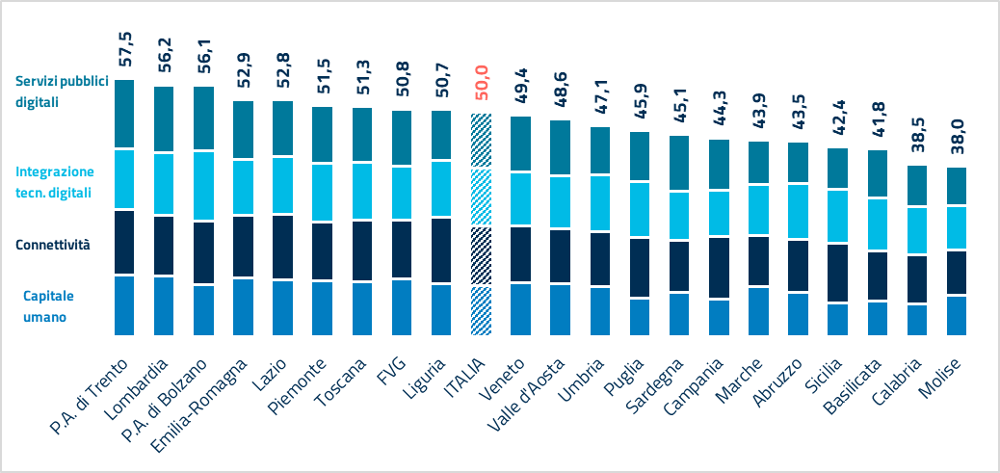 57,5
56,2
56,1
52,9
52,8
51,5
51,3
50,8
50,7
50,0
49,4
48,6
47,1
45,9
45,1
44,3
43,9
43,5
42,4
41,8
38,5
38,0
Servizi pubblici
digitali
Integrazione
tecn. digitali
Connettività
Capitale
umano
P.A. di Trento
Lombardia
P.A. di Bolzano
Emilia-Romagna
Lazio
Piemonte
Toscana
FVG
Liguria
ITALIA
Veneto
Valle d'Aosta
Umbria
Puglia
Sardegna
Campania
Marche
Abruzzo
Sicilia
Basilicata
Calabria
Molise